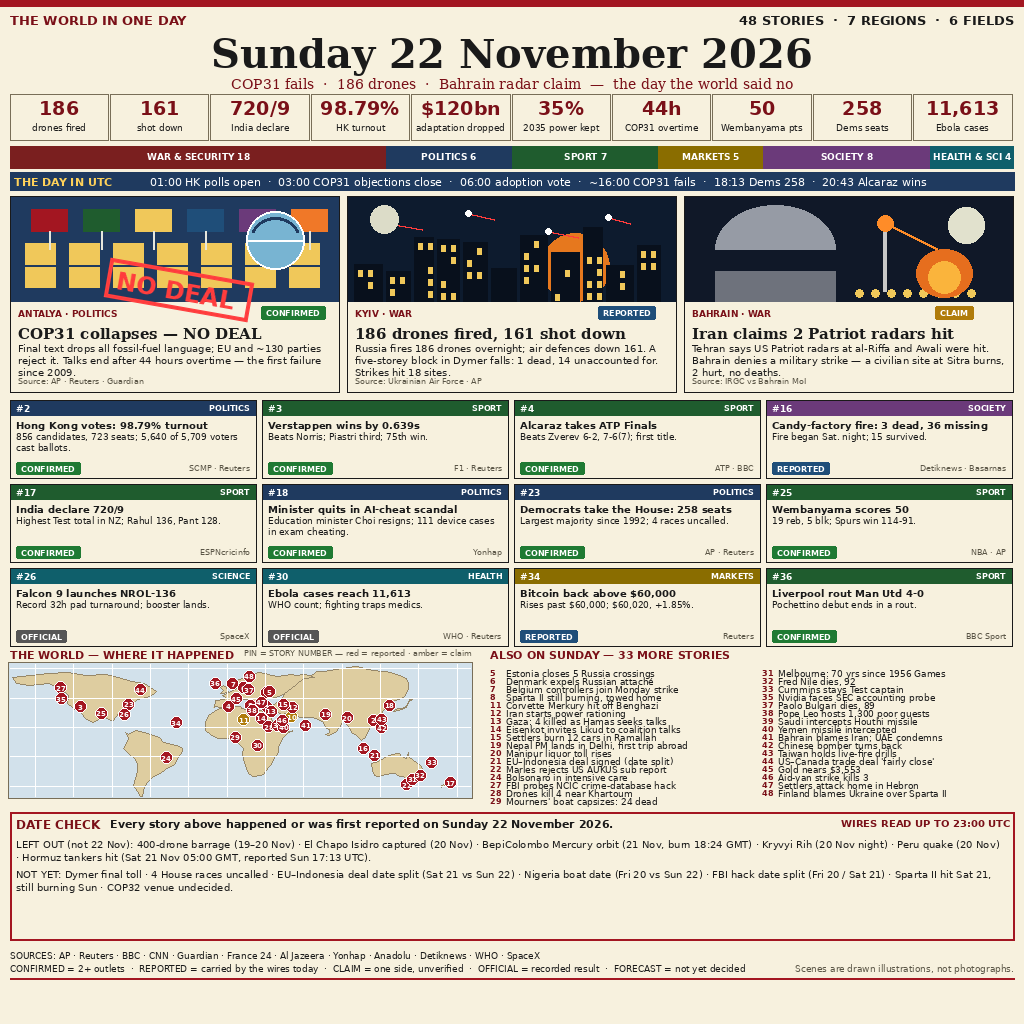 THE WORLD IN ONE DAY
48 STORIES · 7 REGIONS · 6 FIELDS
Sunday 22 November 2026
COP31 fails · 186 drones · Bahrain radar claim — the day the world said no
186
drones fired
161
shot down
720/9
India declare
98.79%
HK turnout
$120bn
adaptation dropped
35%
2035 power kept
44h
COP31 overtime
50
Wembanyama pts
258
Dems seats
11,613
Ebola cases
WAR & SECURITY 18
POLITICS 6
SPORT 7
MARKETS 5
SOCIETY 8
HEALTH & SCI 4
THE DAY IN UTC
01:00 HK polls open · 03:00 COP31 objections close · 06:00 adoption vote · ~16:00 COP31 fails · 18:13 Dems 258 · 20:43 Alcaraz wins
NO DEAL
ANTALYA · POLITICS
CONFIRMED
COP31 collapses — NO DEAL
Final text drops all fossil-fuel language; EU and ~130 parties
reject it. Talks end after 44 hours overtime — the first failure
since 2009.
Source: AP · Reuters · Guardian
KYIV · WAR
REPORTED
186 drones fired, 161 shot down
Russia fires 186 drones overnight; air defences down 161. A
five-storey block in Dymer falls: 1 dead, 14 unaccounted for.
Strikes hit 18 sites.
Source: Ukrainian Air Force · AP
BAHRAIN · WAR
CLAIM
Iran claims 2 Patriot radars hit
Tehran says US Patriot radars at al-Riffa and Awali were hit.
Bahrain denies a military strike — a civilian site at Sitra burns,
2 hurt, no deaths.
Source: IRGC vs Bahrain MoI
#2
POLITICS
Hong Kong votes: 98.79% turnout
856 candidates, 723 seats; 5,640 of 5,709 voters
cast ballots.
CONFIRMED
SCMP · Reuters
#3
SPORT
Verstappen wins by 0.639s
Beats Norris; Piastri third; 75th win.
CONFIRMED
F1 · Reuters
#4
SPORT
Alcaraz takes ATP Finals
Beats Zverev 6-2, 7-6(7); first title.
CONFIRMED
ATP · BBC
#16
SOCIETY
Candy-factory fire: 3 dead, 36 missing
Fire began Sat. night; 15 survived.
REPORTED
Detiknews · Basarnas
#17
SPORT
India declare 720/9
Highest Test total in NZ; Rahul 136, Pant 128.
CONFIRMED
ESPNcricinfo
#18
POLITICS
Minister quits in AI-cheat scandal
Education minister Choi resigns; 111 device cases
in exam cheating.
CONFIRMED
Yonhap
#23
POLITICS
Democrats take the House: 258 seats
Largest majority since 1992; 4 races uncalled.
CONFIRMED
AP · Reuters
#25
SPORT
Wembanyama scores 50
19 reb, 5 blk; Spurs win 114-91.
CONFIRMED
NBA · AP
#26
SCIENCE
Falcon 9 launches NROL-136
Record 32h pad turnaround; booster lands.
OFFICIAL
SpaceX
#30
HEALTH
Ebola cases reach 11,613
WHO count; fighting traps medics.
OFFICIAL
WHO · Reuters
#34
MARKETS
Bitcoin back above $60,000
Rises past $60,000; $60,020, +1.85%.
REPORTED
Reuters
#36
SPORT
Liverpool rout Man Utd 4-0
Pochettino debut ends in a rout.
CONFIRMED
BBC Sport
THE WORLD — WHERE IT HAPPENED
PIN = STORY NUMBER — red = reported · amber = claim
ALSO ON SUNDAY — 33 MORE STORIES
5 Estonia closes 5 Russia crossings
6 Denmark expels Russian attaché
7 Belgium controllers join Monday strike
8 Sparta II still burning, towed home
11 Corvette Merkury hit off Benghazi
12 Iran starts power rationing
13 Gaza: 4 killed as Hamas seeks talks
14 Eisenkot invites Likud to coalition talks
15 Settlers burn 12 cars in Ramallah
19 Nepal PM lands in Delhi, first trip abroad
20 Manipur liquor toll rises
21 EU–Indonesia deal signed (date split)
22 Marles rejects US AUKUS sub report
24 Bolsonaro in intensive care
27 FBI probes NCIC crime-database hack
28 Drones kill 4 near Khartoum
29 Mourners' boat capsizes: 24 dead
31 Melbourne: 70 yrs since 1956 Games
32 Fred Nile dies, 92
33 Cummins stays Test captain
35 Nvidia faces SEC accounting probe
37 Paolo Bulgari dies, 89
38 Pope Leo hosts 1,300 poor guests
39 Saudi intercepts Houthi missile
40 Yemen missile intercepted
41 Bahrain blames Iran; UAE condemns
42 Chinese bomber turns back
43 Taiwan holds live-fire drills
44 US–Canada trade deal 'fairly close'
45 Gold nears $3,553
46 Aid-van strike kills 3
47 Settlers attack home in Hebron
48 Finland blames Ukraine over Sparta II
DATE CHECK
Every story above happened or was first reported on Sunday 22 November 2026.
WIRES READ UP TO 23:00 UTC
LEFT OUT (not 22 Nov): 400-drone barrage (19–20 Nov) · El Chapo Isidro captured (20 Nov) · BepiColombo Mercury orbit (21 Nov, burn 18:24 GMT) · Kryvyi Rih (20 Nov night) · Peru quake (20 Nov)
· Hormuz tankers hit (Sat 21 Nov 05:00 GMT, reported Sun 17:13 UTC).
NOT YET: Dymer final toll · 4 House races uncalled · EU–Indonesia deal date split (Sat 21 vs Sun 22) · Nigeria boat date (Fri 20 vs Sun 22) · FBI hack date split (Fri 20 / Sat 21) · Sparta II hit Sat 21,
still burning Sun · COP32 venue undecided.
SOURCES: AP · Reuters · BBC · CNN · Guardian · France 24 · Al Jazeera · Yonhap · Anadolu · Detiknews · WHO · SpaceX
CONFIRMED = 2+ outlets · REPORTED = carried by the wires today · CLAIM = one side, unverified · OFFICIAL = recorded result · FORECAST = not yet decided
Scenes are drawn illustrations, not photographs.